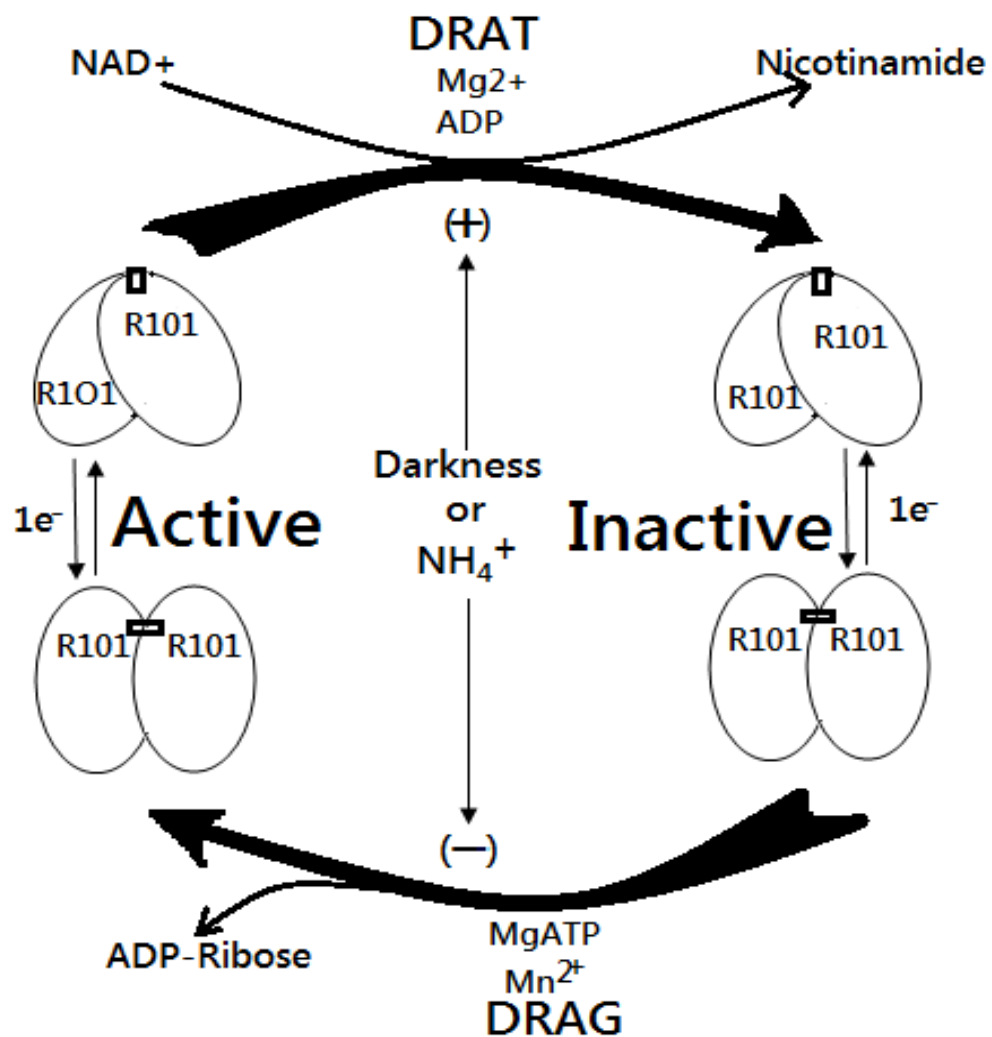 DRAT
NAD+
Mg2+
ADP
Nicotinamide
(+)
R101
R1O1
R101
R101
Darkness
or
NH₄⁺
1e⁻
Active
Inactive
1e⁻
R101 R101
R101 R101
(—)
ADP-Ribose
MgATP
Mn²⁺
DRAG